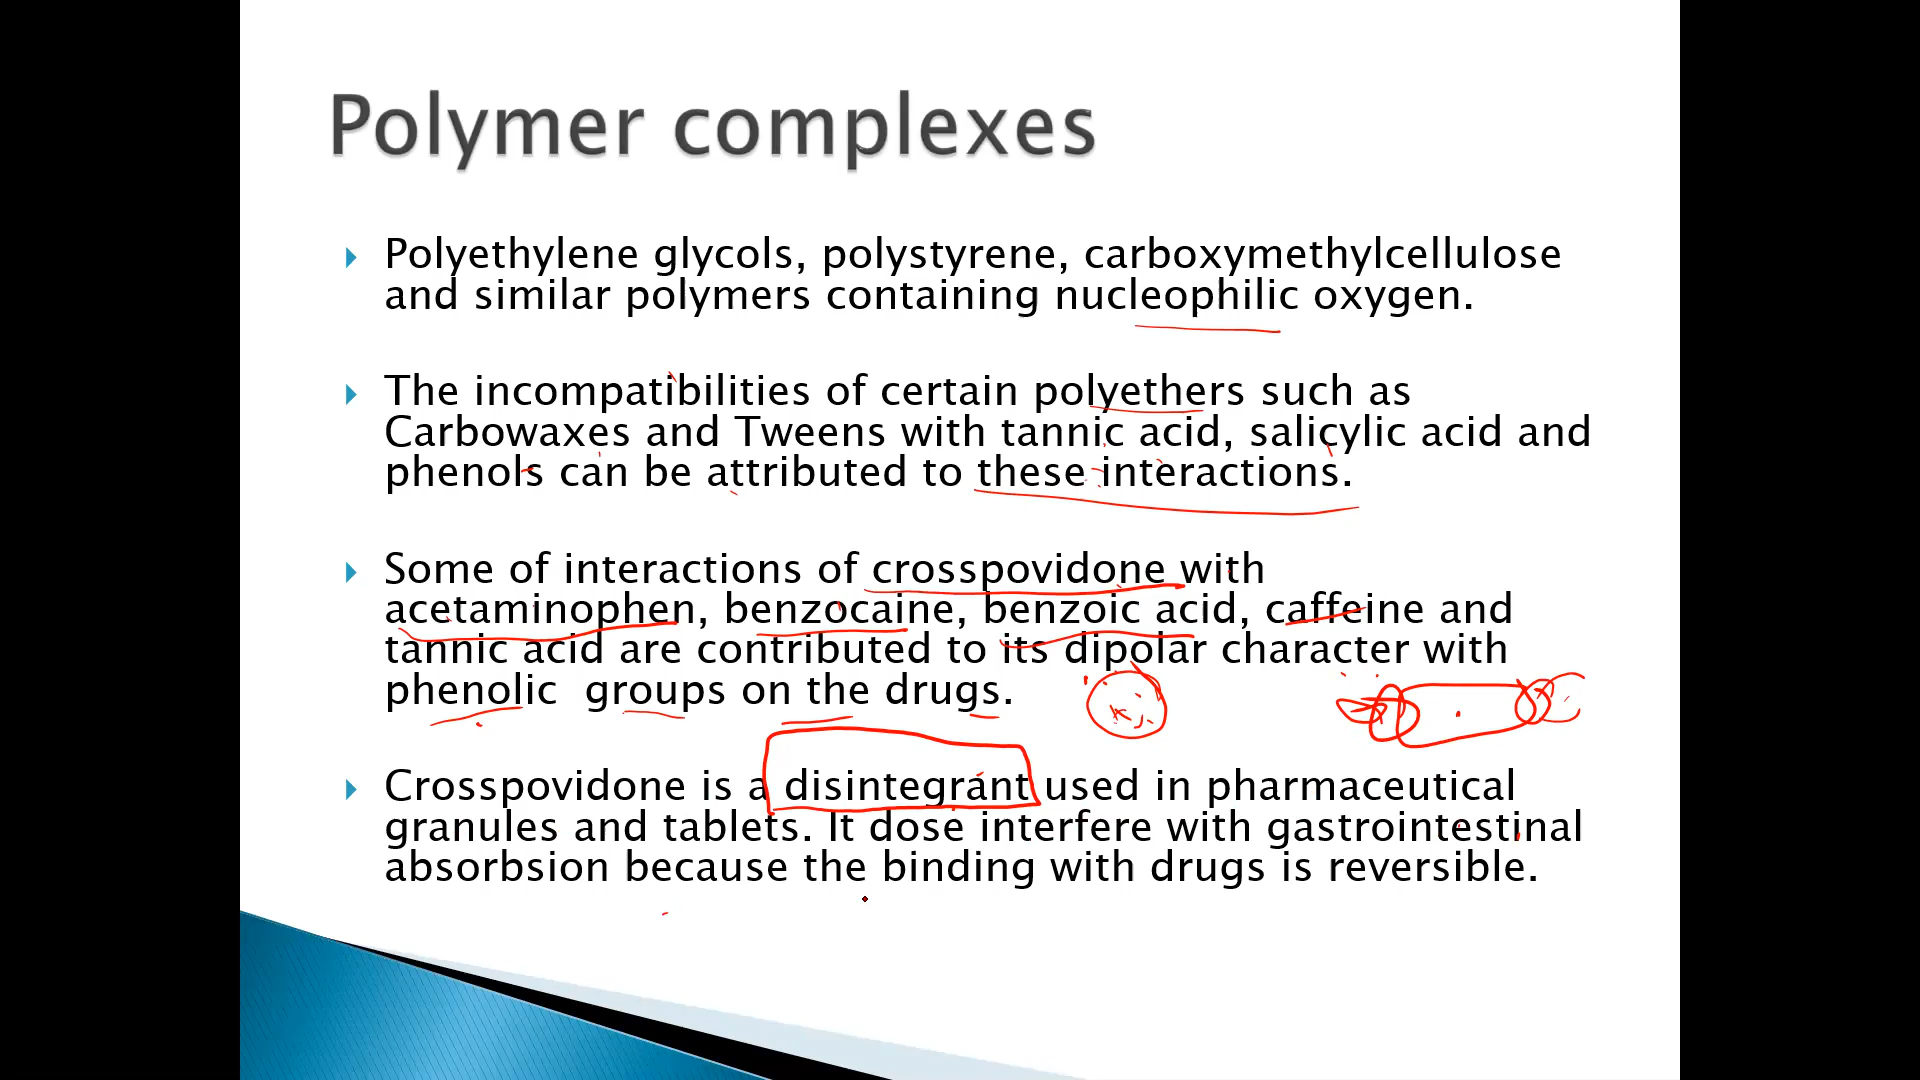 Polymer complexes
Polyethylene glycols, polystyrene, carboxymethylcellulose
and similar polymers containing nucleophilic oxygen.
The incompatibilities of certain polyethers such as
Carbowaxes and Tweens with tannic acid, salicylic acid and
phenols can be attributed to these interactions.
Some of interactions of crosspovidone with
acetaminophen, benzocaine, benzoic acid, caffeine and
tannic acid are contributed to its dipolar character with
phenolic groups on the drugs.
Crosspovidone is a disintegrant used in pharmaceutical
granules and tablets. It dose interfere with gastrointestinal
absorbsion because the binding with drugs is reversible.